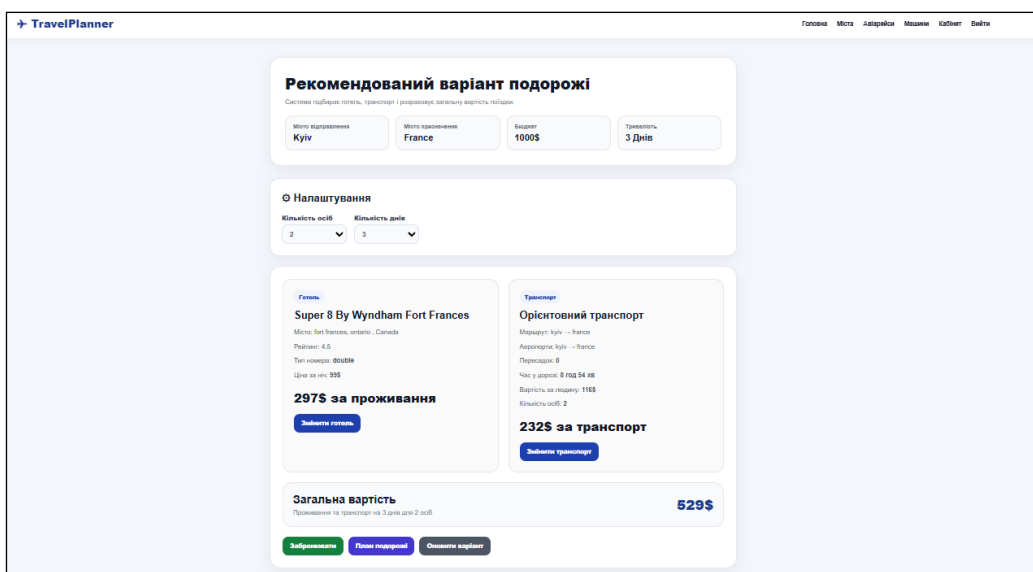 ✈ TravelPlanner
Головна Міста Авіарейси Машини Кабінет Вийти
Рекомендований варіант подорожі
Система підбирає готель, транспорт і розраховує загальну вартість поїздки.
Місто відправлення
Kyiv
Місто призначення
France
Бюджет
1000$
Тривалість
3 Днів
⚙ Налаштування
Кількість осіб
2
Кількість днів
3
Готель
Super 8 By Wyndham Fort Frances
Місто: fort frances, ontario , Canada
Рейтинг: 4.5
Тип номера: double
Ціна за ніч: 99$
297$ за проживання
Змінити готель
Транспорт
Орієнтовний транспорт
Маршрут: kyiv → france
Аеропорти: kyiv → france
Пересадок: 0
Час у дорозі: 8 год 54 хв
Вартість за людину: 116$
Кількість осіб: 2
232$ за транспорт
Змінити транспорт
Загальна вартість
Проживання та транспорт на 3 днів для 2 осіб
529$
Забронювати План подорожі Оновити варіант